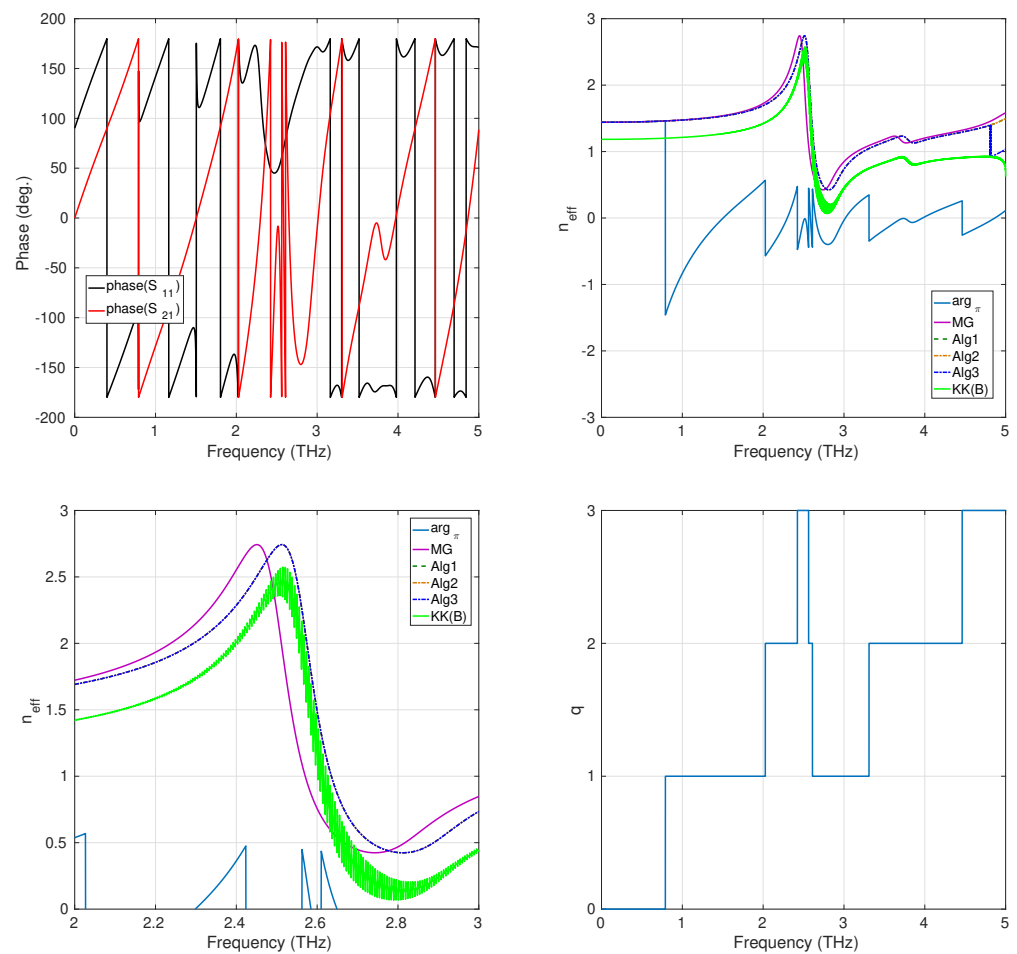 200
150
100
50
0
-50
-100
-150
-200
Phase (deg.)
phase(S 11)
phase(S 21)
0 1 2 3 4 5
Frequency (THz)
3
2
1
0
-1
-2
-3
n eff
arg π
MG
Alg1
Alg2
Alg3
KK(B)
0 1 2 3 4 5
Frequency (THz)
3
2.5
2
1.5
1
0.5
0
n eff
arg π
MG
Alg1
Alg2
Alg3
KK(B)
2 2.2 2.4 2.6 2.8 3
Frequency (THz)
3
2
1
0
q
0 1 2 3 4 5
Frequency (THz)